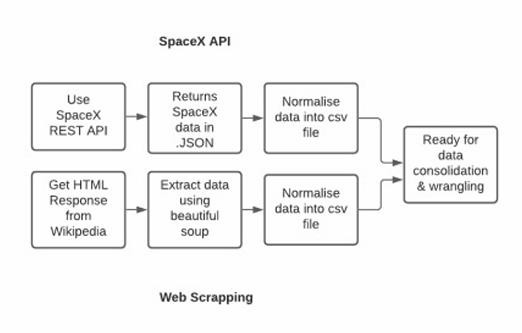 SpaceX API
Use
SpaceX
REST API
Returns
SpaceX
data in
.JSON
Normalise
data into csv
file
Ready for
data
consolidation
& wrangling
Get HTML
Response
from
Wikipedia
Extract data
using
beautiful
soup
Normalise
data into csv
file
Web Scrapping